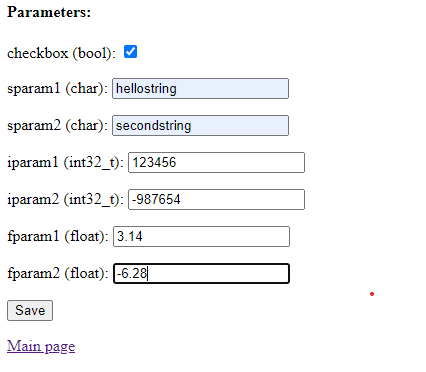 Parameters:
checkbox (bool):
sparam1 (char): hellostring
sparam2 (char): secondstring
iparam1 (int32_t): 123456
iparam2 (int32_t): -987654
fparam1 (float): 3.14
fparam2 (float): -6.28
Save
Main page